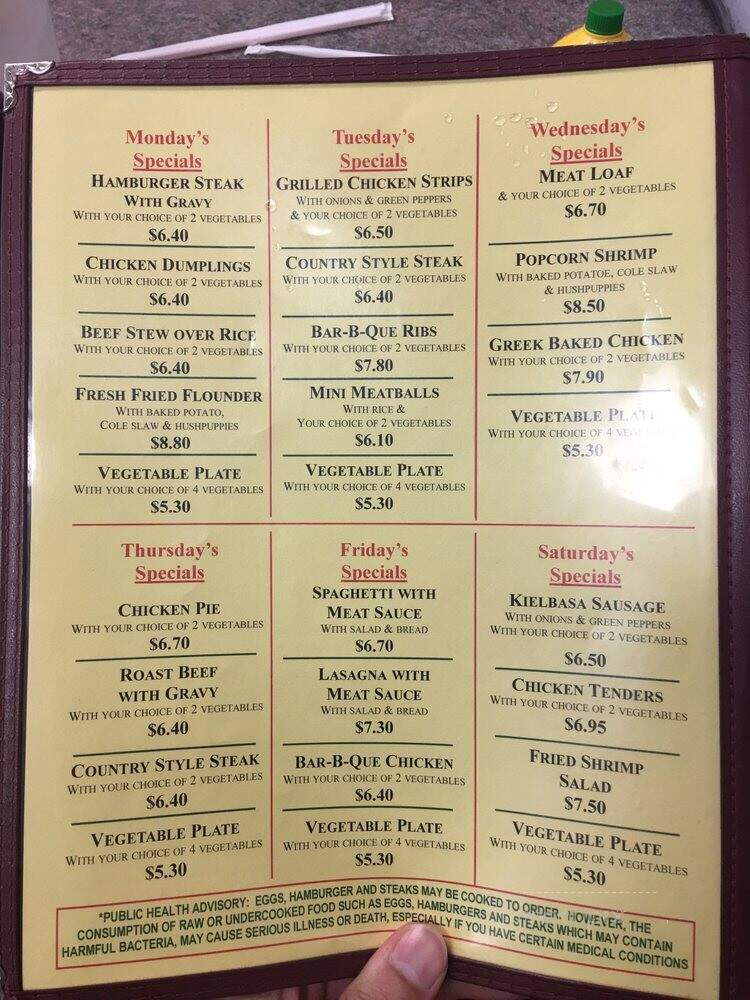 Monday's
Specials
HAMBURGER STEAK
WITH GRAVY
WITH YOUR CHOICE OF 2 VEGETABLES
$6.40
CHICKEN DUMPLINGS
WITH YOUR CHOICE OF 2 VEGETABLES
$6.40
BEEF STEW OVER RICE
WITH YOUR CHOICE OF 2 VEGETABLES
$6.40
FRESH FRIED FLOUNDER
WITH BAKED POTATO,
COLE SLAW & HUSHPUPPIES
$8.80
VEGETABLE PLATE
WITH YOUR CHOICE OF 4 VEGETABLES
$5.30
Tuesday's
Specials
GRILLED CHICKEN STRIPS
WITH ONIONS & GREEN PEPPERS
& YOUR CHOICE OF 2 VEGETABLES
$6.50
COUNTRY STYLE STEAK
WITH YOUR CHOICE OF 2 VEGETABLES
$6.40
BAR-B-QUE RIBS
WITH YOUR CHOICE OF 2 VEGETABLES
$7.80
MINI MEATBALLS
WITH RICE &
YOUR CHOICE OF 2 VEGETABLES
$6.10
VEGETABLE PLATE
WITH YOUR CHOICE OF 4 VEGETABLES
$5.30
Wednesday's
Specials
MEAT LOAF
& YOUR CHOICE OF 2 VEGETABLES
$6.70
POPCORN SHRIMP
WITH BAKED POTATOE, COLE SLAW
& HUSHPUPPIES
$8.50
GREEK BAKED CHICKEN
WITH YOUR CHOICE OF 2 VEGETABLES
$7.90
VEGETABLE PLATE
WITH YOUR CHOICE OF 4
$5.30
Thursday's
Specials
CHICKEN PIE
WITH YOUR CHOICE OF 2 VEGETABLES
$6.70
ROAST BEEF
WITH GRAVY
WITH YOUR CHOICE OF 2 VEGETABLES
$6.40
COUNTRY STYLE STEAK
WITH YOUR CHOICE OF 2 VEGETABLES
$6.40
VEGETABLE PLATE
WITH YOUR CHOICE OF 4 VEGETABLES
$5.30
Friday's
Specials
SPAGHETTI WITH
MEAT SAUCE
WITH SALAD & BREAD
$6.70
LASAGNA WITH
MEAT SAUCE
WITH SALAD & BREAD
$7.30
BAR-B-QUE CHICKEN
WITH YOUR CHOICE OF 2 VEGETABLES
$6.40
VEGETABLE PLATE
WITH YOUR CHOICE OF 4 VEGETABLES
$5.30
Saturday's
Specials
KIELBASA SAUSAGE
WITH ONIONS & GREEN PEPPERS
WITH YOUR CHOICE OF 2 VEGETABLES
$6.50
CHICKEN TENDERS
WITH YOUR CHOICE OF 2 VEGETABLES
$6.95
FRIED SHRIMP
SALAD
$7.50
VEGETABLE PLATE
WITH YOUR CHOICE OF 4 VEGETABLES
$5.30
*PUBLIC HEALTH ADVISORY: EGGS, HAMBURGER AND STEAKS MAY BE COOKED TO ORDER. HOWEVER, THE
CONSUMPTION OF RAW OR UNDERCOOKED FOOD SUCH AS EGGS, HAMBURGERS AND STEAKS WHICH MAY CONTAIN
HARMFUL BACTERIA, MAY CAUSE SERIOUS ILLNESS OR DEATH, ESPECIALLY IF YOU HAVE CERTAIN MEDICAL CONDITIONS